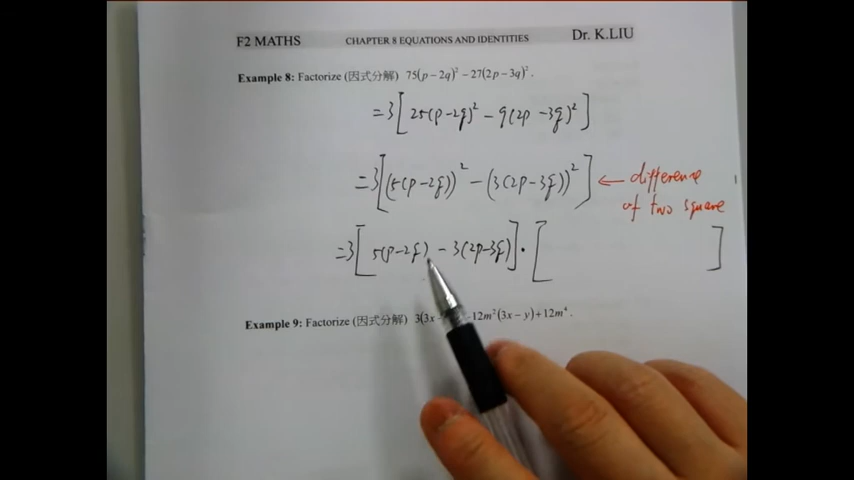 F2 MATHS CHAPTER 8 EQUATIONS AND IDENTITIES Dr. K.LIU
Example 8: Factorize (因式分解) 75(p−2q)² −27(2p−3q)².
=3[25(p−2q)² − 9(2p−3q)²]
=3[(5(p−2q))² − (3(2p−3q))²] ← difference
of two square
=3[5(p−2q) − 3(2p−3q)]·[ ]
Example 9: Factorize (因式分解) 3(3x 12m²(3x−y)+12m⁴.